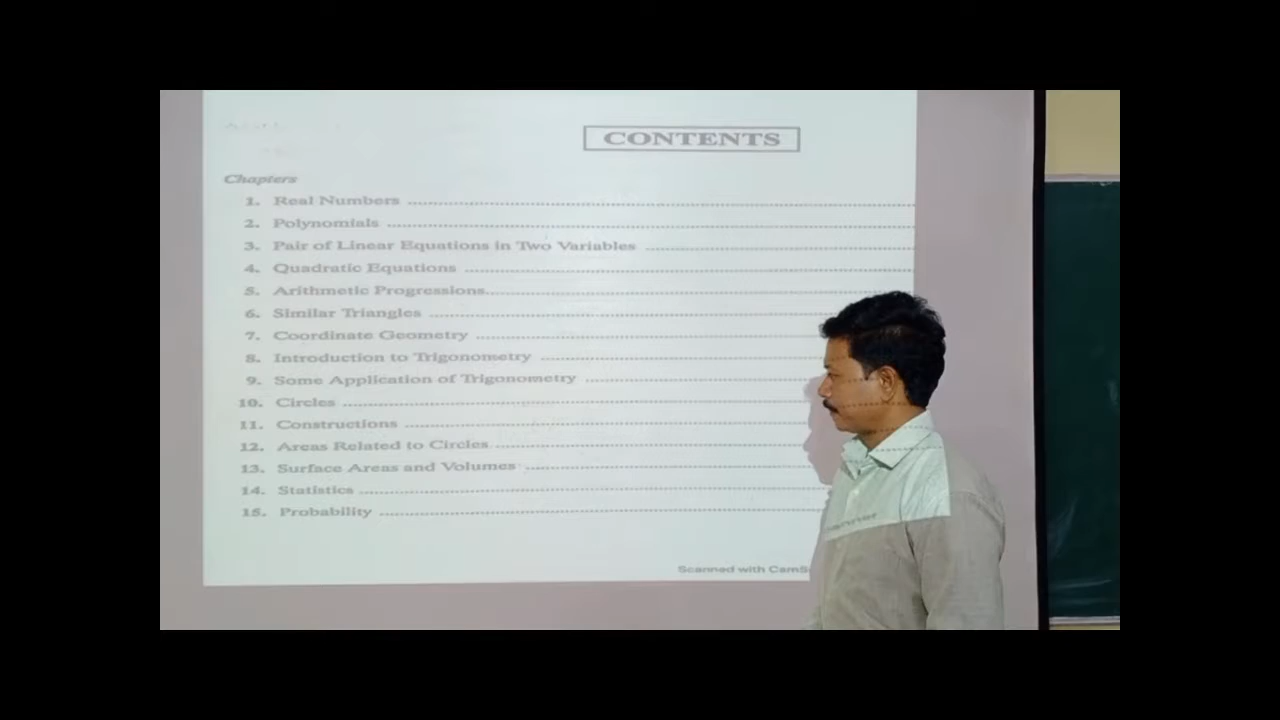 CONTENTS
Chapters
1. Real Numbers
2. Polynomials
3. Pair of Linear Equations in Two Variables
4. Quadratic Equations
5. Arithmetic Progressions
6. Similar Triangles
7. Coordinate Geometry
8. Introduction to Trigonometry
9. Some Application of Trigonometry
10. Circles
11. Constructions
12. Areas Related to Circles
13. Surface Areas and Volumes
14. Statistics
15. Probability
Scanned with